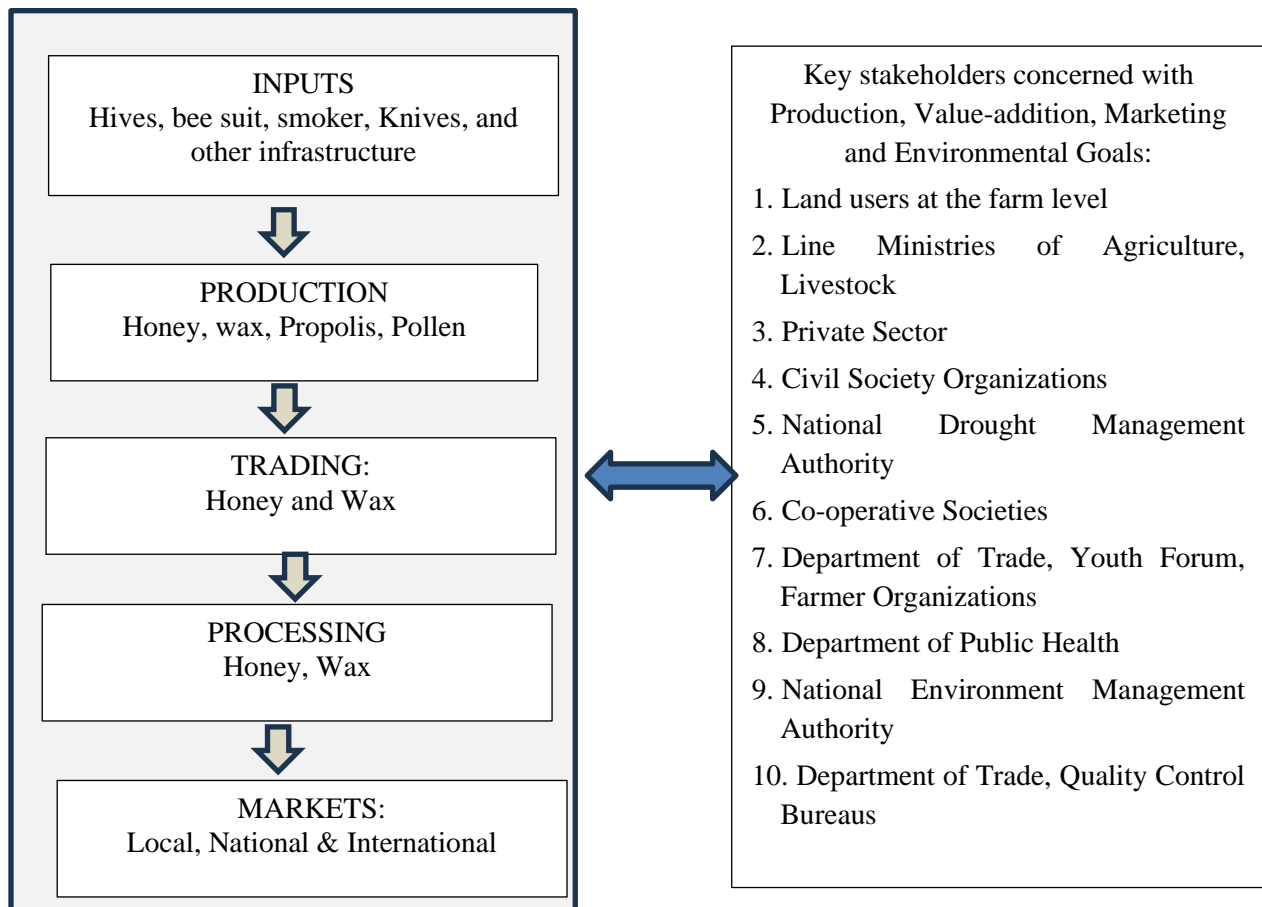 INPUTS
Hives, bee suit, smoker, Knives, and
other infrastructure
PRODUCTION
Honey, wax, Propolis, Pollen
TRADING:
Honey and Wax
PROCESSING
Honey, Wax
MARKETS:
Local, National & International
Key stakeholders concerned with
Production, Value-addition, Marketing
and Environmental Goals:
1. Land users at the farm level
2. Line Ministries of Agriculture,
Livestock
3. Private Sector
4. Civil Society Organizations
5. National Drought Management
Authority
6. Co-operative Societies
7. Department of Trade, Youth Forum,
Farmer Organizations
8. Department of Public Health
9. National Environment Management
Authority
10. Department of Trade, Quality Control
Bureaus